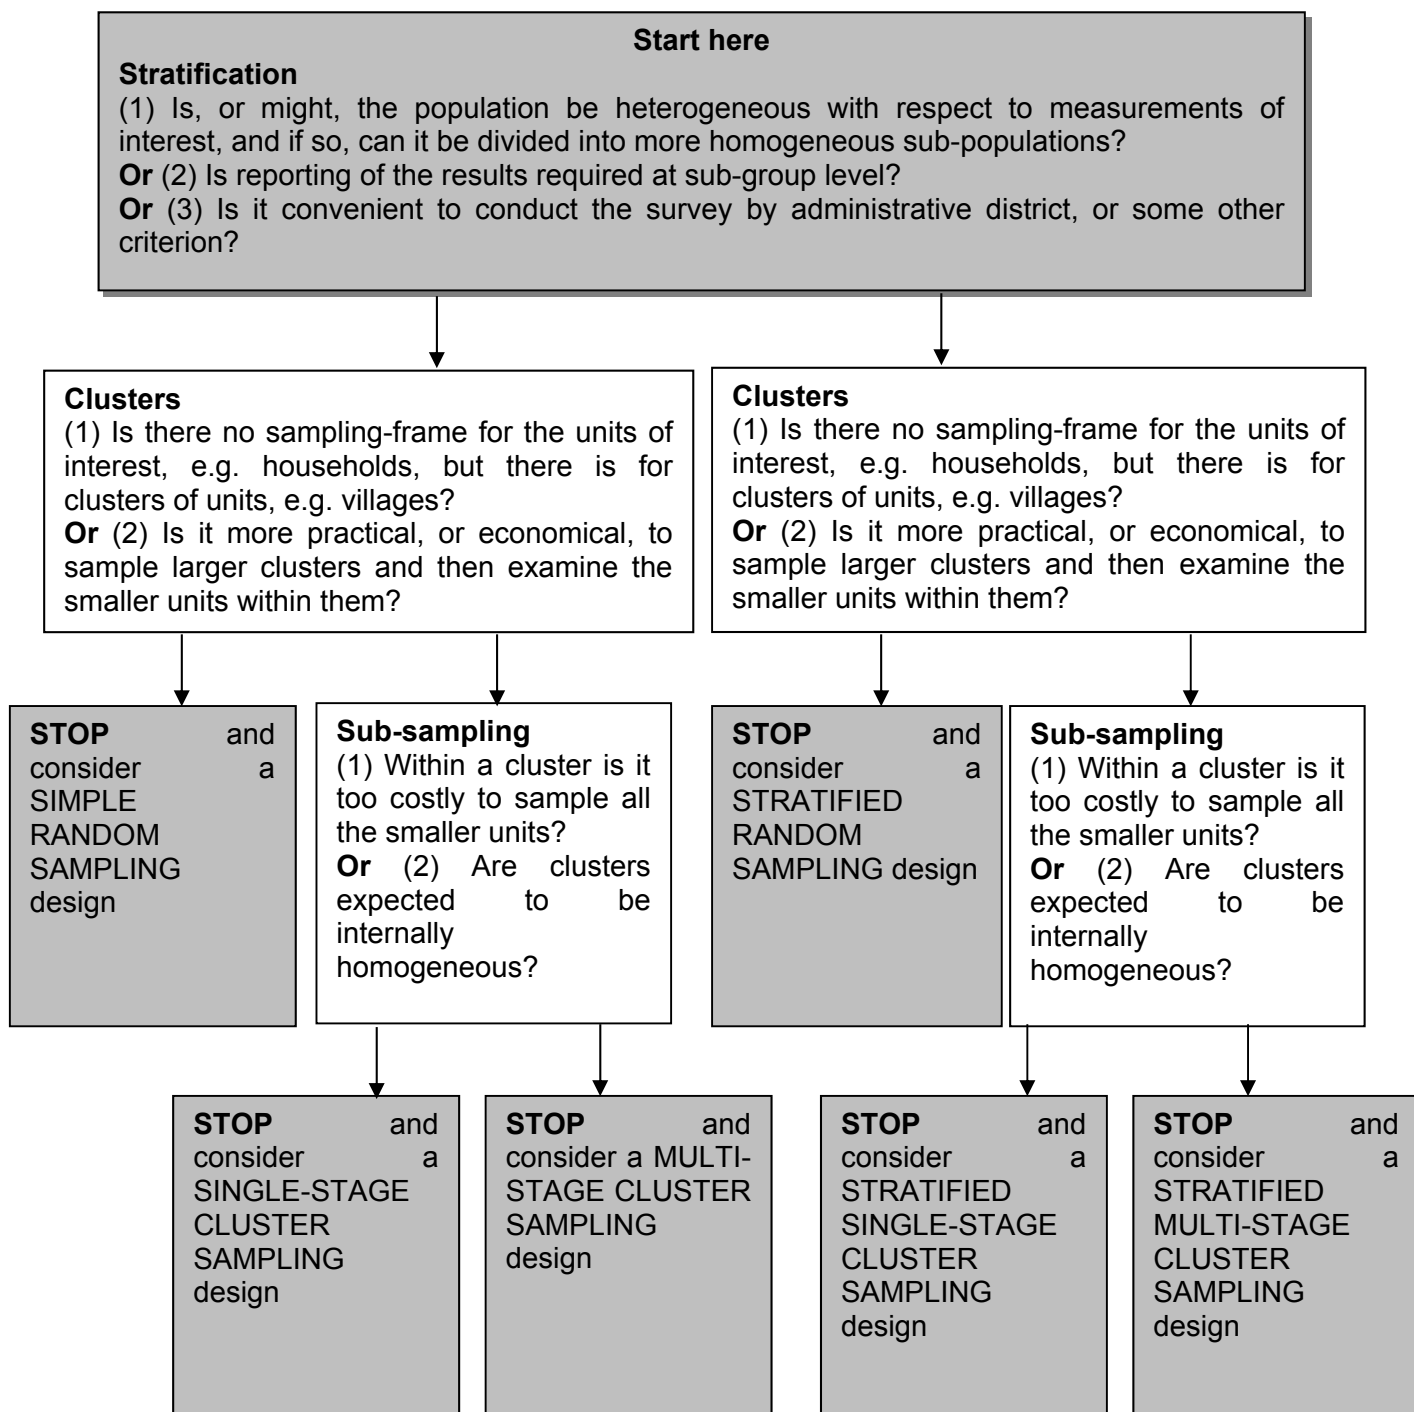 Start here
Stratification
(1) Is, or might, the population be heterogeneous with respect to measurements of
interest, and if so, can it be divided into more homogeneous sub-populations?
Or (2) Is reporting of the results required at sub-group level?
Or (3) Is it convenient to conduct the survey by administrative district, or some other
criterion?
Clusters
(1) Is there no sampling-frame for the units of
interest, e.g. households, but there is for
clusters of units, e.g. villages?
Or (2) Is it more practical, or economical, to
sample larger clusters and then examine the
smaller units within them?
Clusters
(1) Is there no sampling-frame for the units of
interest, e.g. households, but there is for
clusters of units, e.g. villages?
Or (2) Is it more practical, or economical, to
sample larger clusters and then examine the
smaller units within them?
STOP and
consider a
SIMPLE
RANDOM
SAMPLING
design
Sub-sampling
(1) Within a cluster is it
too costly to sample all
the smaller units?
Or (2) Are clusters
expected to be
internally
homogeneous?
STOP and
consider a
STRATIFIED
RANDOM
SAMPLING design
Sub-sampling
(1) Within a cluster is it
too costly to sample all
the smaller units?
Or (2) Are clusters
expected to be
internally
homogeneous?
STOP and
consider a
SINGLE-STAGE
CLUSTER
SAMPLING
design
STOP and
consider a MULTI-
STAGE CLUSTER
SAMPLING
design
STOP and
consider a
STRATIFIED
SINGLE-STAGE
CLUSTER
SAMPLING
design
STOP and
consider a
STRATIFIED
MULTI-STAGE
CLUSTER
SAMPLING
design